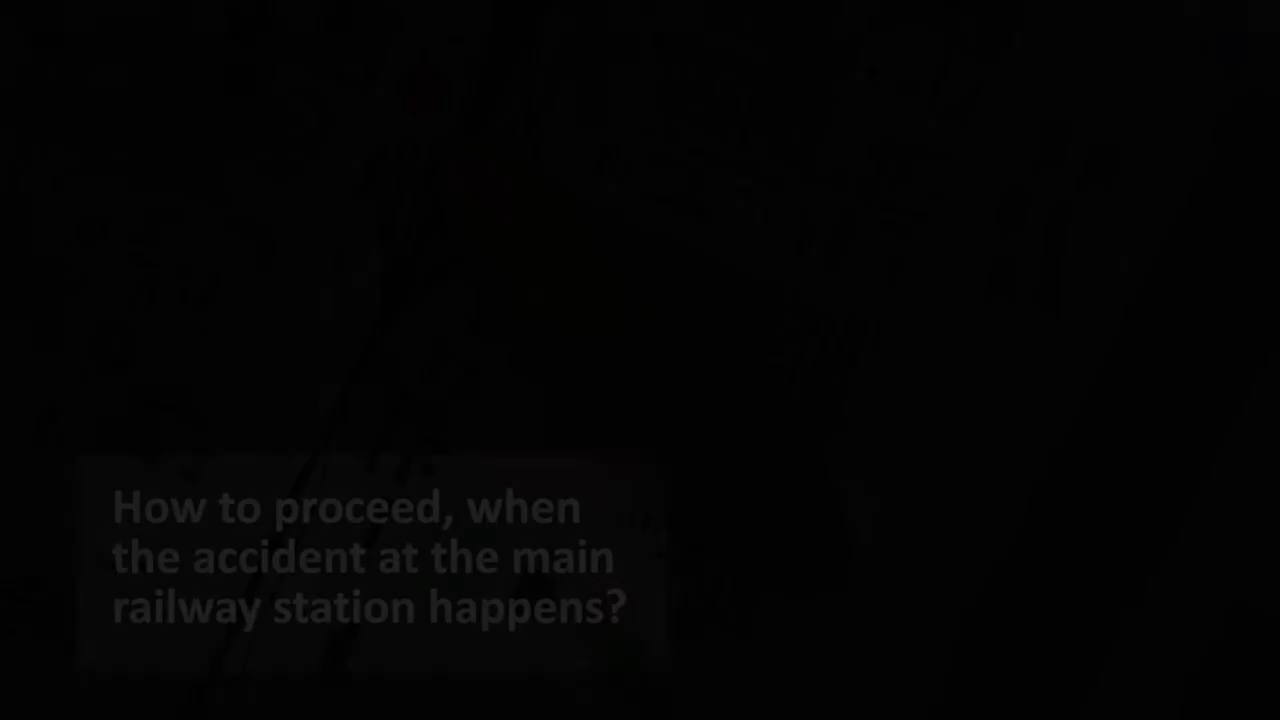 How to proceed, when
the accident at the main
railway station happens?